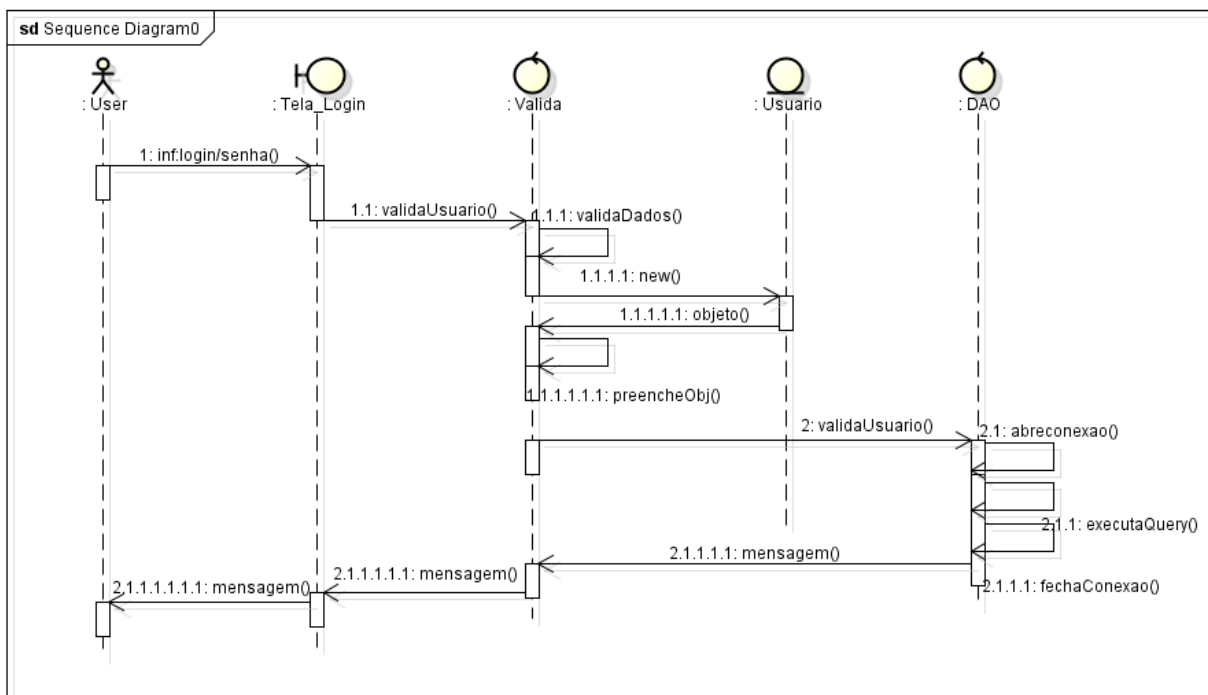 sd Sequence Diagram0
: User
: Tela_Login
: Valida
: Usuario
: DAO
1: inf:login/senha()
1.1: validaUsuario()
1.1.1: validaDados()
1.1.1.1: new()
1.1.1.1.1: objeto()
1.1.1.1.1.1: preencheObj()
2: validaUsuario()
2.1: abreconexao()
2.1.1: executaQuery()
2.1.1.1.1: mensagem()
2.1.1.1.1.1: mensagem()
2.1.1.1: fechaConexao()
2.1.1.1.1.1.1: mensagem()